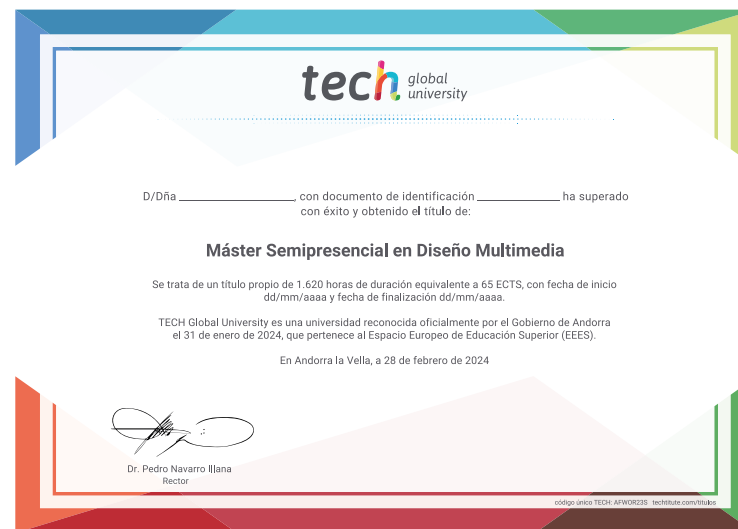 tech global university
D/Dña ______________, con documento de identificación ______________ ha superado
con éxito y obtenido el título de:
Máster Semipresencial en Diseño Multimedia
Se trata de un título propio de 1.620 horas de duración equivalente a 65 ECTS, con fecha de inicio
dd/mm/aaaa y fecha de finalización dd/mm/aaaa.
TECH Global University es una universidad reconocida oficialmente por el Gobierno de Andorra
el 31 de enero de 2024, que pertenece al Espacio Europeo de Educación Superior (EEES).
En Andorra la Vella, a 28 de febrero de 2024
Dr. Pedro Navarro Illana
Rector
código único TECH: AFWOR23S techtitute.com/titulos